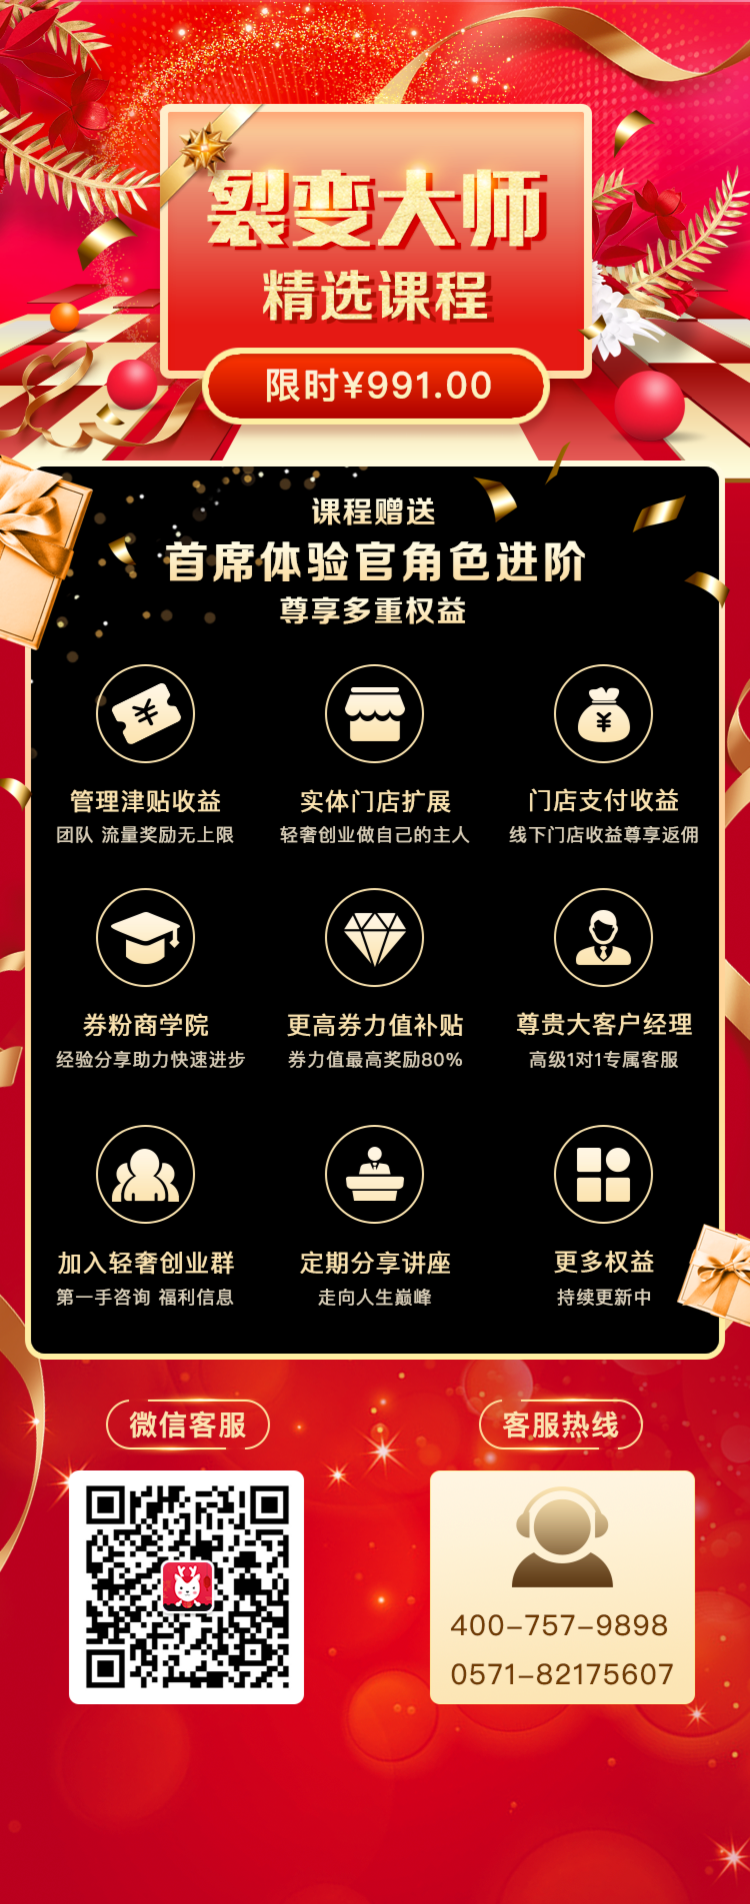 裂变大师
精选课程
限时¥991.00
课程赠送
首席体验官角色进阶
尊享多重权益
管理津贴收益
团队 流量奖励无上限
实体门店扩展
轻奢创业做自己的主人
门店支付收益
线下门店收益尊享返佣
券粉商学院
经验分享助力快速进步
更高券力值补贴
券力值最高奖励80%
尊贵大客户经理
高级1对1专属客服
加入轻奢创业群
第一手咨询 福利信息
定期分享讲座
走向人生巅峰
更多权益
持续更新中
微信客服
客服热线
400-757-9898
0571-82175607